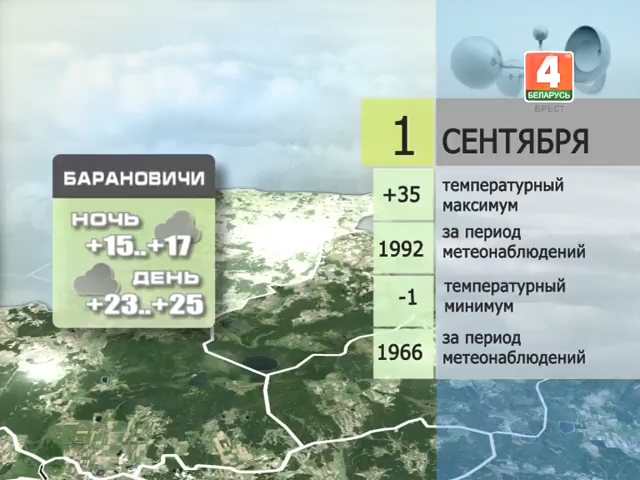 4
БЕЛАРУСЬ
БРЕСТ
1 СЕНТЯБРЯ
БАРАНОВИЧИ
НОЧЬ
+15..+17
ДЕНЬ
+23..+25
+35 температурный
максимум
1992 за период
метеонаблюдений
-1 температурный
минимум
1966 за период
метеонаблюдений